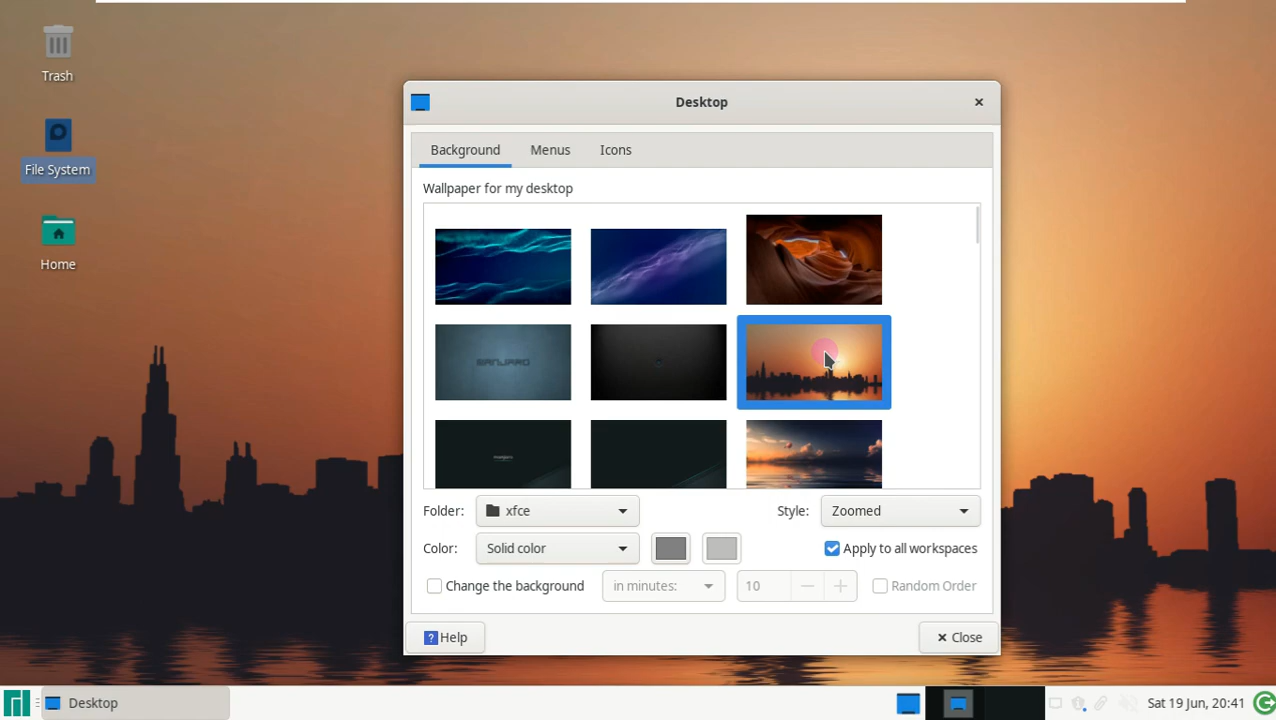 Trash
File System
Home
Desktop
Background Menus Icons
Wallpaper for my desktop
MANJARO
Folder: xfce Style: Zoomed
Color: Solid color Apply to all workspaces
Change the background in minutes: 10 Random Order
? Help Close
Desktop Sat 19 Jun, 20:41